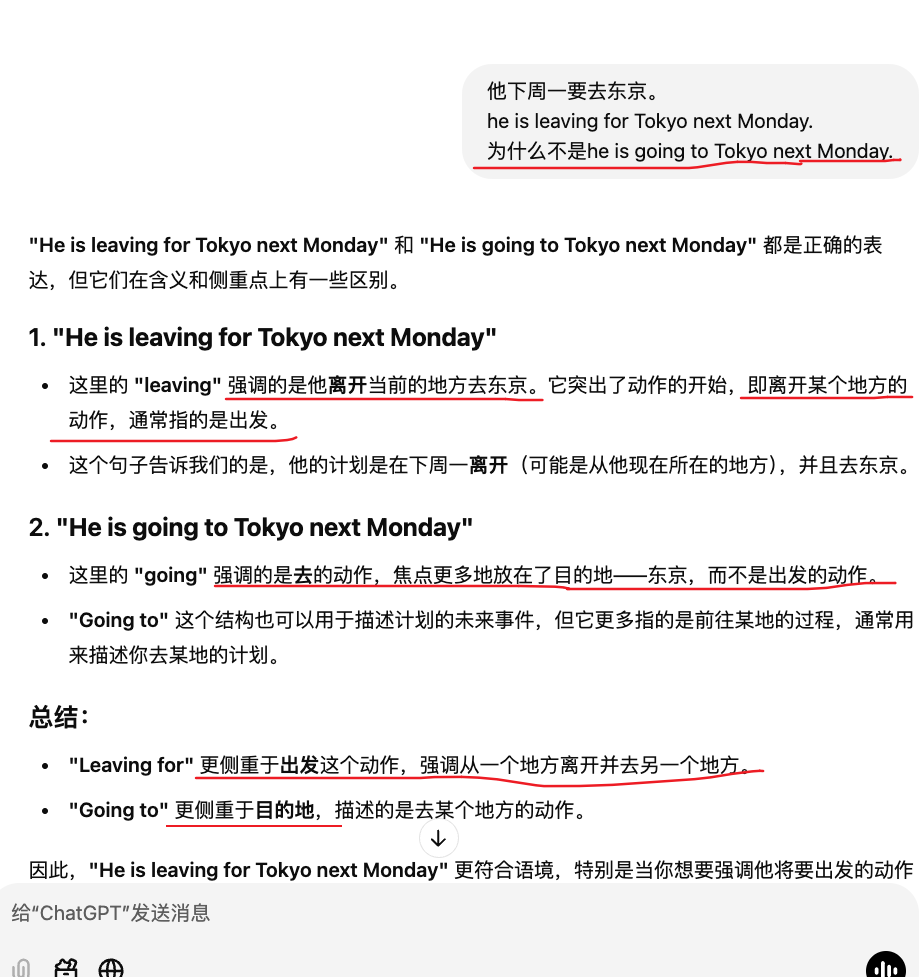 他下周一要去东京。
he is leaving for Tokyo next Monday.
为什么不是he is going to Tokyo next Monday.
"He is leaving for Tokyo next Monday" 和 "He is going to Tokyo next Monday" 都是正确的表
达，但它们在含义和侧重点上有一些区别。
1. "He is leaving for Tokyo next Monday"
• 这里的 "leaving" 强调的是他离开当前的地方去东京。它突出了动作的开始，即离开某个地方的
动作，通常指的是出发。
• 这个句子告诉我们的是，他的计划是在下周一离开（可能是从他现在所在的地方），并且去东京。
2. "He is going to Tokyo next Monday"
• 这里的 "going" 强调的是去的动作，焦点更多地放在了目的地——东京，而不是出发的动作。
• "Going to" 这个结构也可以用于描述计划的未来事件，但它更多指的是前往某地的过程，通常用
来描述你去某地的计划。
总结：
• "Leaving for" 更侧重于出发这个动作，强调从一个地方离开并去另一个地方。
• "Going to" 更侧重于目的地，描述的是去某个地方的动作。
因此，"He is leaving for Tokyo next Monday" 更符合语境，特别是当你想要强调他将要出发的动作
给“ChatGPT”发送消息